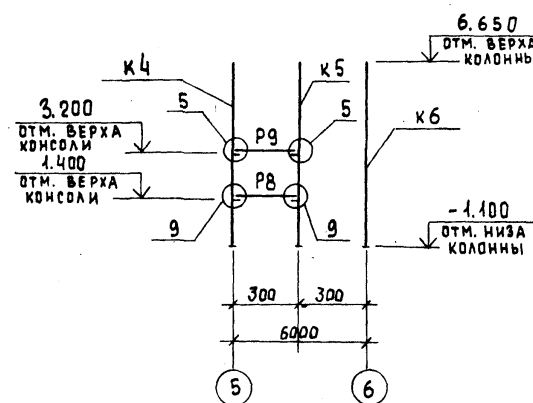 6.650
ОТМ. ВЕРХА
КОЛОННЫ
К4
К5
3.200
5
5
К6
ОТМ. ВЕРХА
КОНСОЛИ
Р9
1.400
ОТМ. ВЕРХА
КОНСОЛИ
Р8
-1.100
9
9
ОТМ. НИЗА
КОЛОННЫ
300
300
6000
5
6